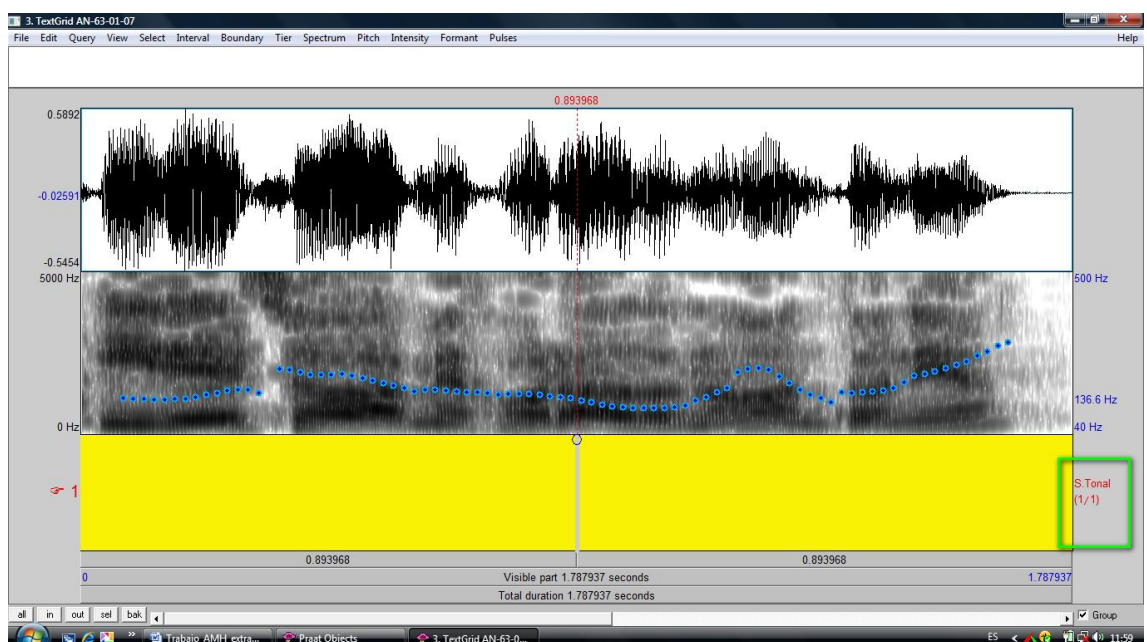 3. TextGrid AN-63-01-07
File Edit Query View Select Interval Boundary Tier Spectrum Pitch Intensity Formant Pulses Help
0.893968
0.5892
-0.02591
-0.5454
5000 Hz 500 Hz
136.6 Hz
0 Hz 40 Hz
1 S.Tonal
(1/1)
0.893968 0.893968
0 Visible part 1.787937 seconds 1.787937
Total duration 1.787937 seconds
all in out sel bak Group
Trabajo AMH extra... Praat Objects 3. TextGrid AN-63-0... ES 11:59